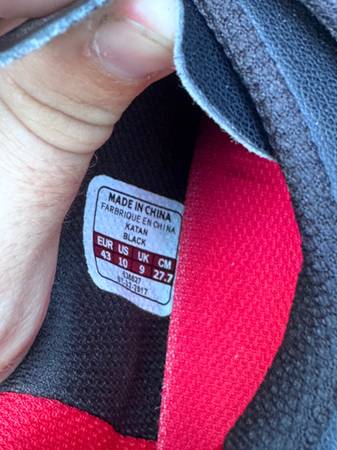 MADE IN CHINA
FABRIQUE EN CHINA
KATAN
BLACK
EUR US UK CM
43 10 9 27.7